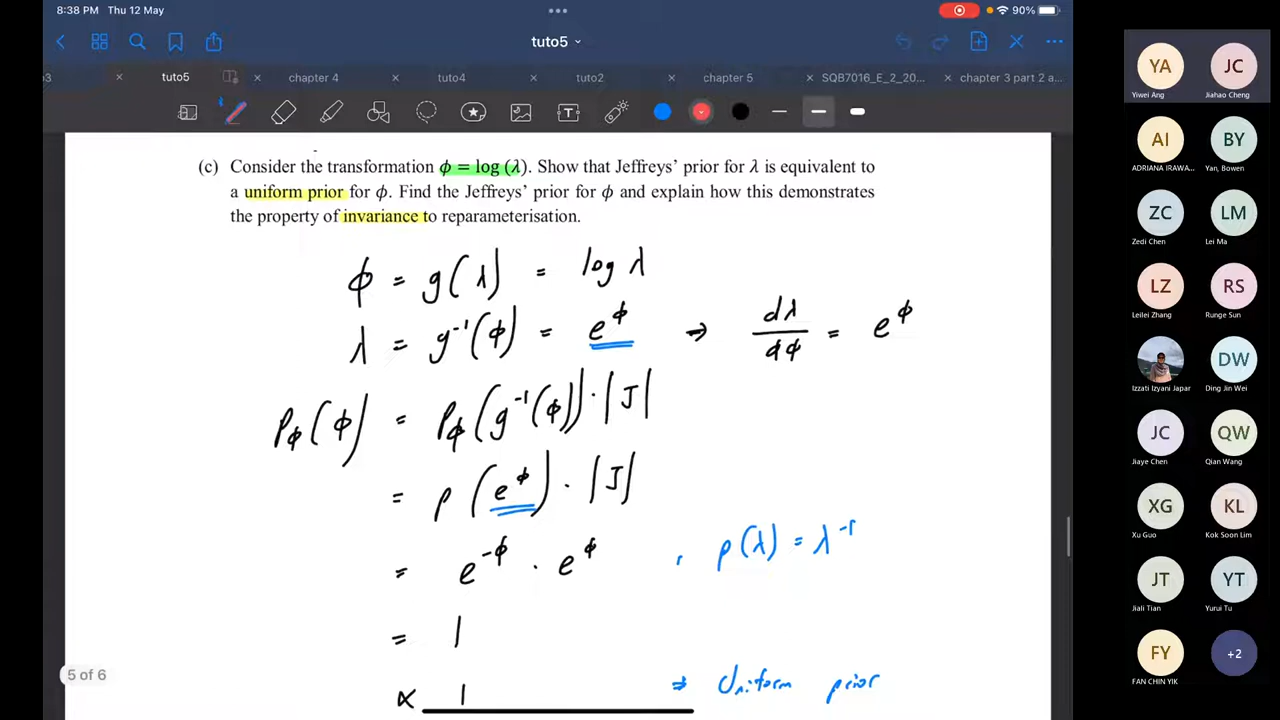 8:38 PM Thu 12 May
90%
tuto5
tuto5
chapter 4
tuto4
tuto2
chapter 5
SQB7016_E_2_20...
chapter 3 part 2 a...
(c) Consider the transformation ϕ = log (λ). Show that Jeffreys' prior for λ is equivalent to
a uniform prior for ϕ. Find the Jeffreys' prior for ϕ and explain how this demonstrates
the property of invariance to reparameterisation.
ϕ = g(λ) = log λ
λ = g⁻¹(ϕ) = e^ϕ → dλ/dϕ = e^ϕ
P_ϕ(ϕ) = P_ϕ(g⁻¹(ϕ)) · |J|
= p(e^ϕ) · |J|
= e^-ϕ · e^ϕ , p(λ) = λ⁻¹
= 1
∝ 1 ⇒ Uniform prior
5 of 6
YA
JC
Yiwei Ang
Jiahao Cheng
AI
BY
ADRIANA IRAWA...
Yan, Bowen
ZC
LM
Zedi Chen
Lei Ma
LZ
RS
Leilei Zhang
Runge Sun
DW
Izzati Izyani Japar
Ding Jin Wei
JC
QW
Jiaye Chen
Qian Wang
XG
KL
Xu Guo
Kok Soon Lim
JT
YT
Jiali Tian
Yurui Tu
FY
+2
FAN CHIN YIK